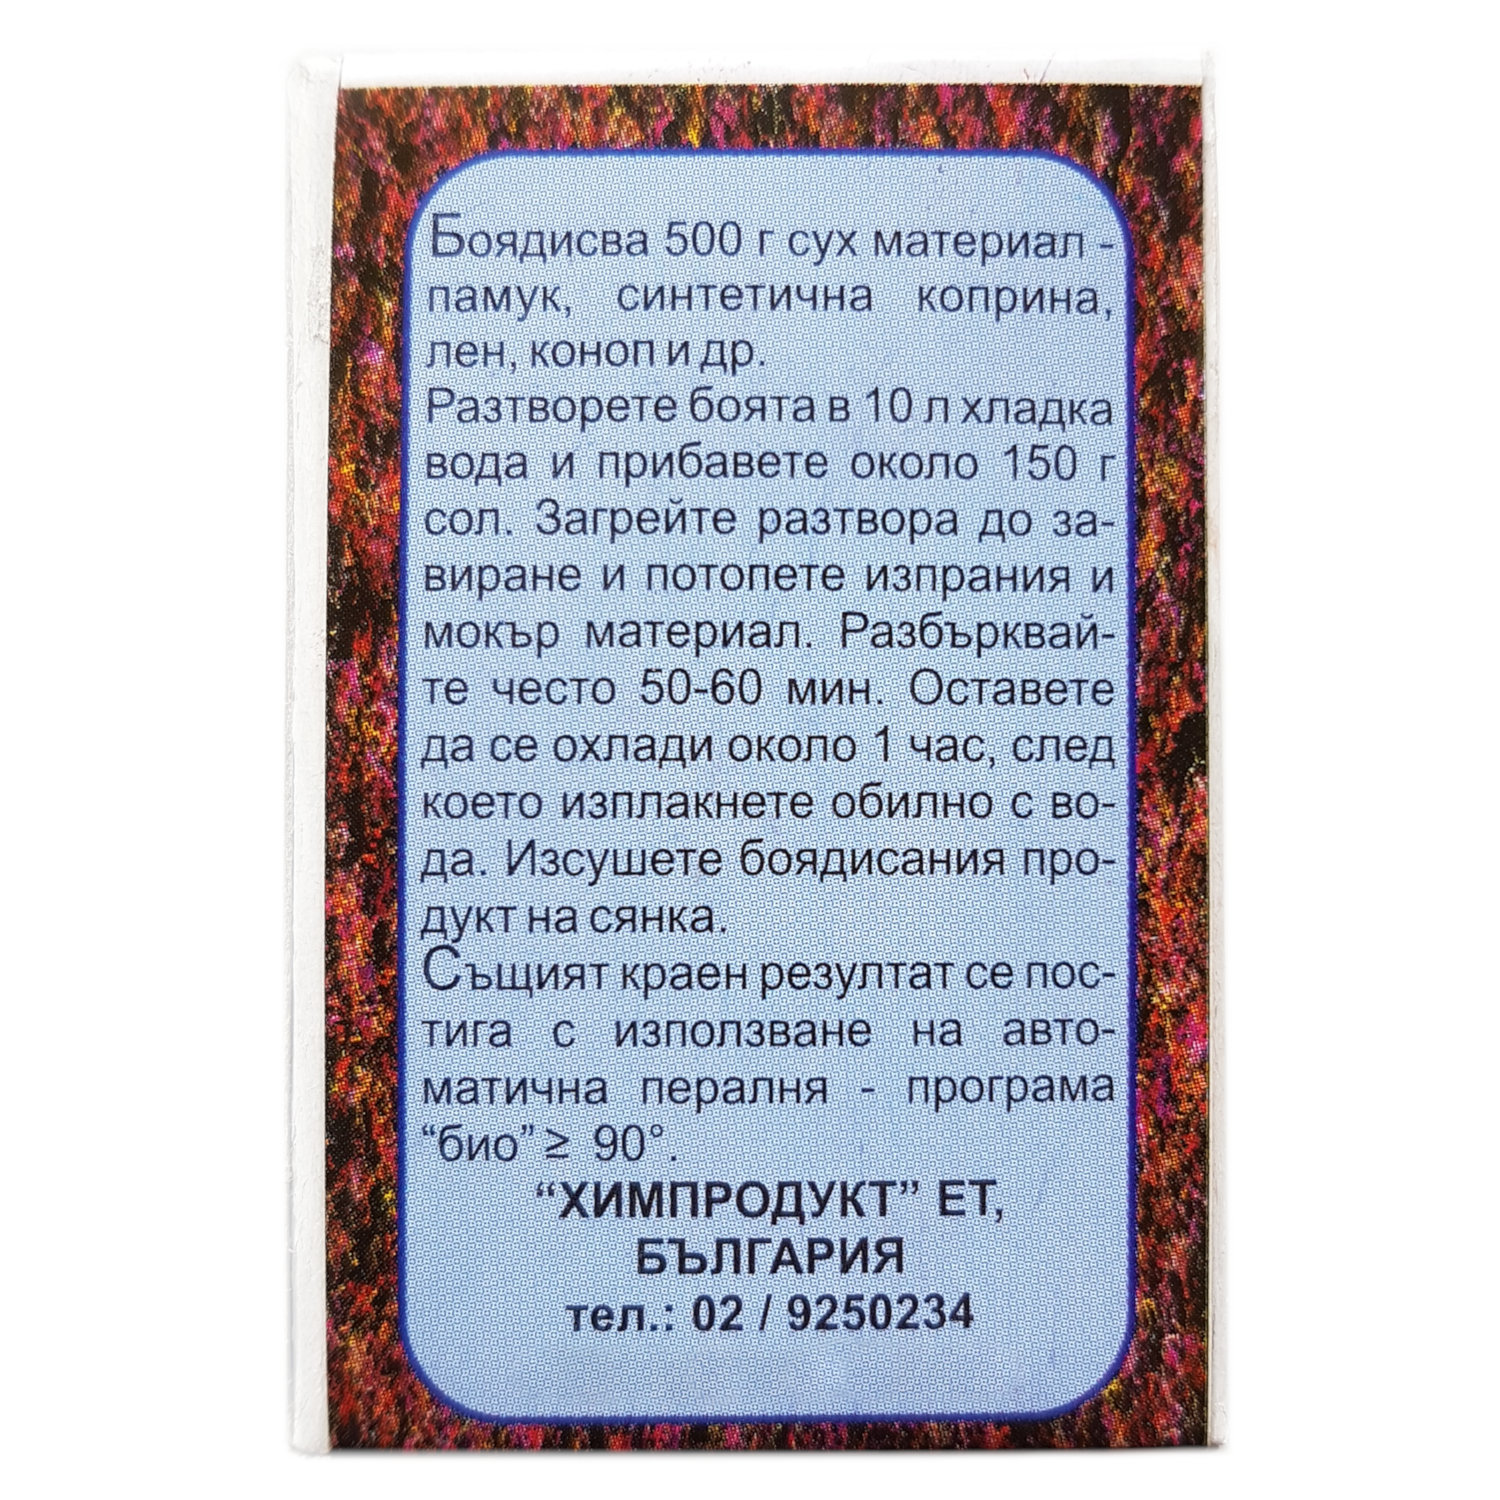 Боядисва 500 г сух материал -
памук, синтетична коприна,
лен, коноп и др.
Разтворете боята в 10 л хладка
вода и прибавете около 150 г
сол. Загрейте разтвора до за-
виране и потопете изпрания и
мокър материал. Разбърквай-
те често 50-60 мин. Оставете
да се охлади около 1 час, след
което изплакнете обилно с во-
да. Изсушете боядисания про-
дукт на сянка.
Същият краен резултат се пос-
тига с използване на авто-
матична пералня - програма
“био” ≥ 90°.
“ХИМПРОДУКТ” ЕТ,
БЪЛГАРИЯ
тел.: 02 / 9250234